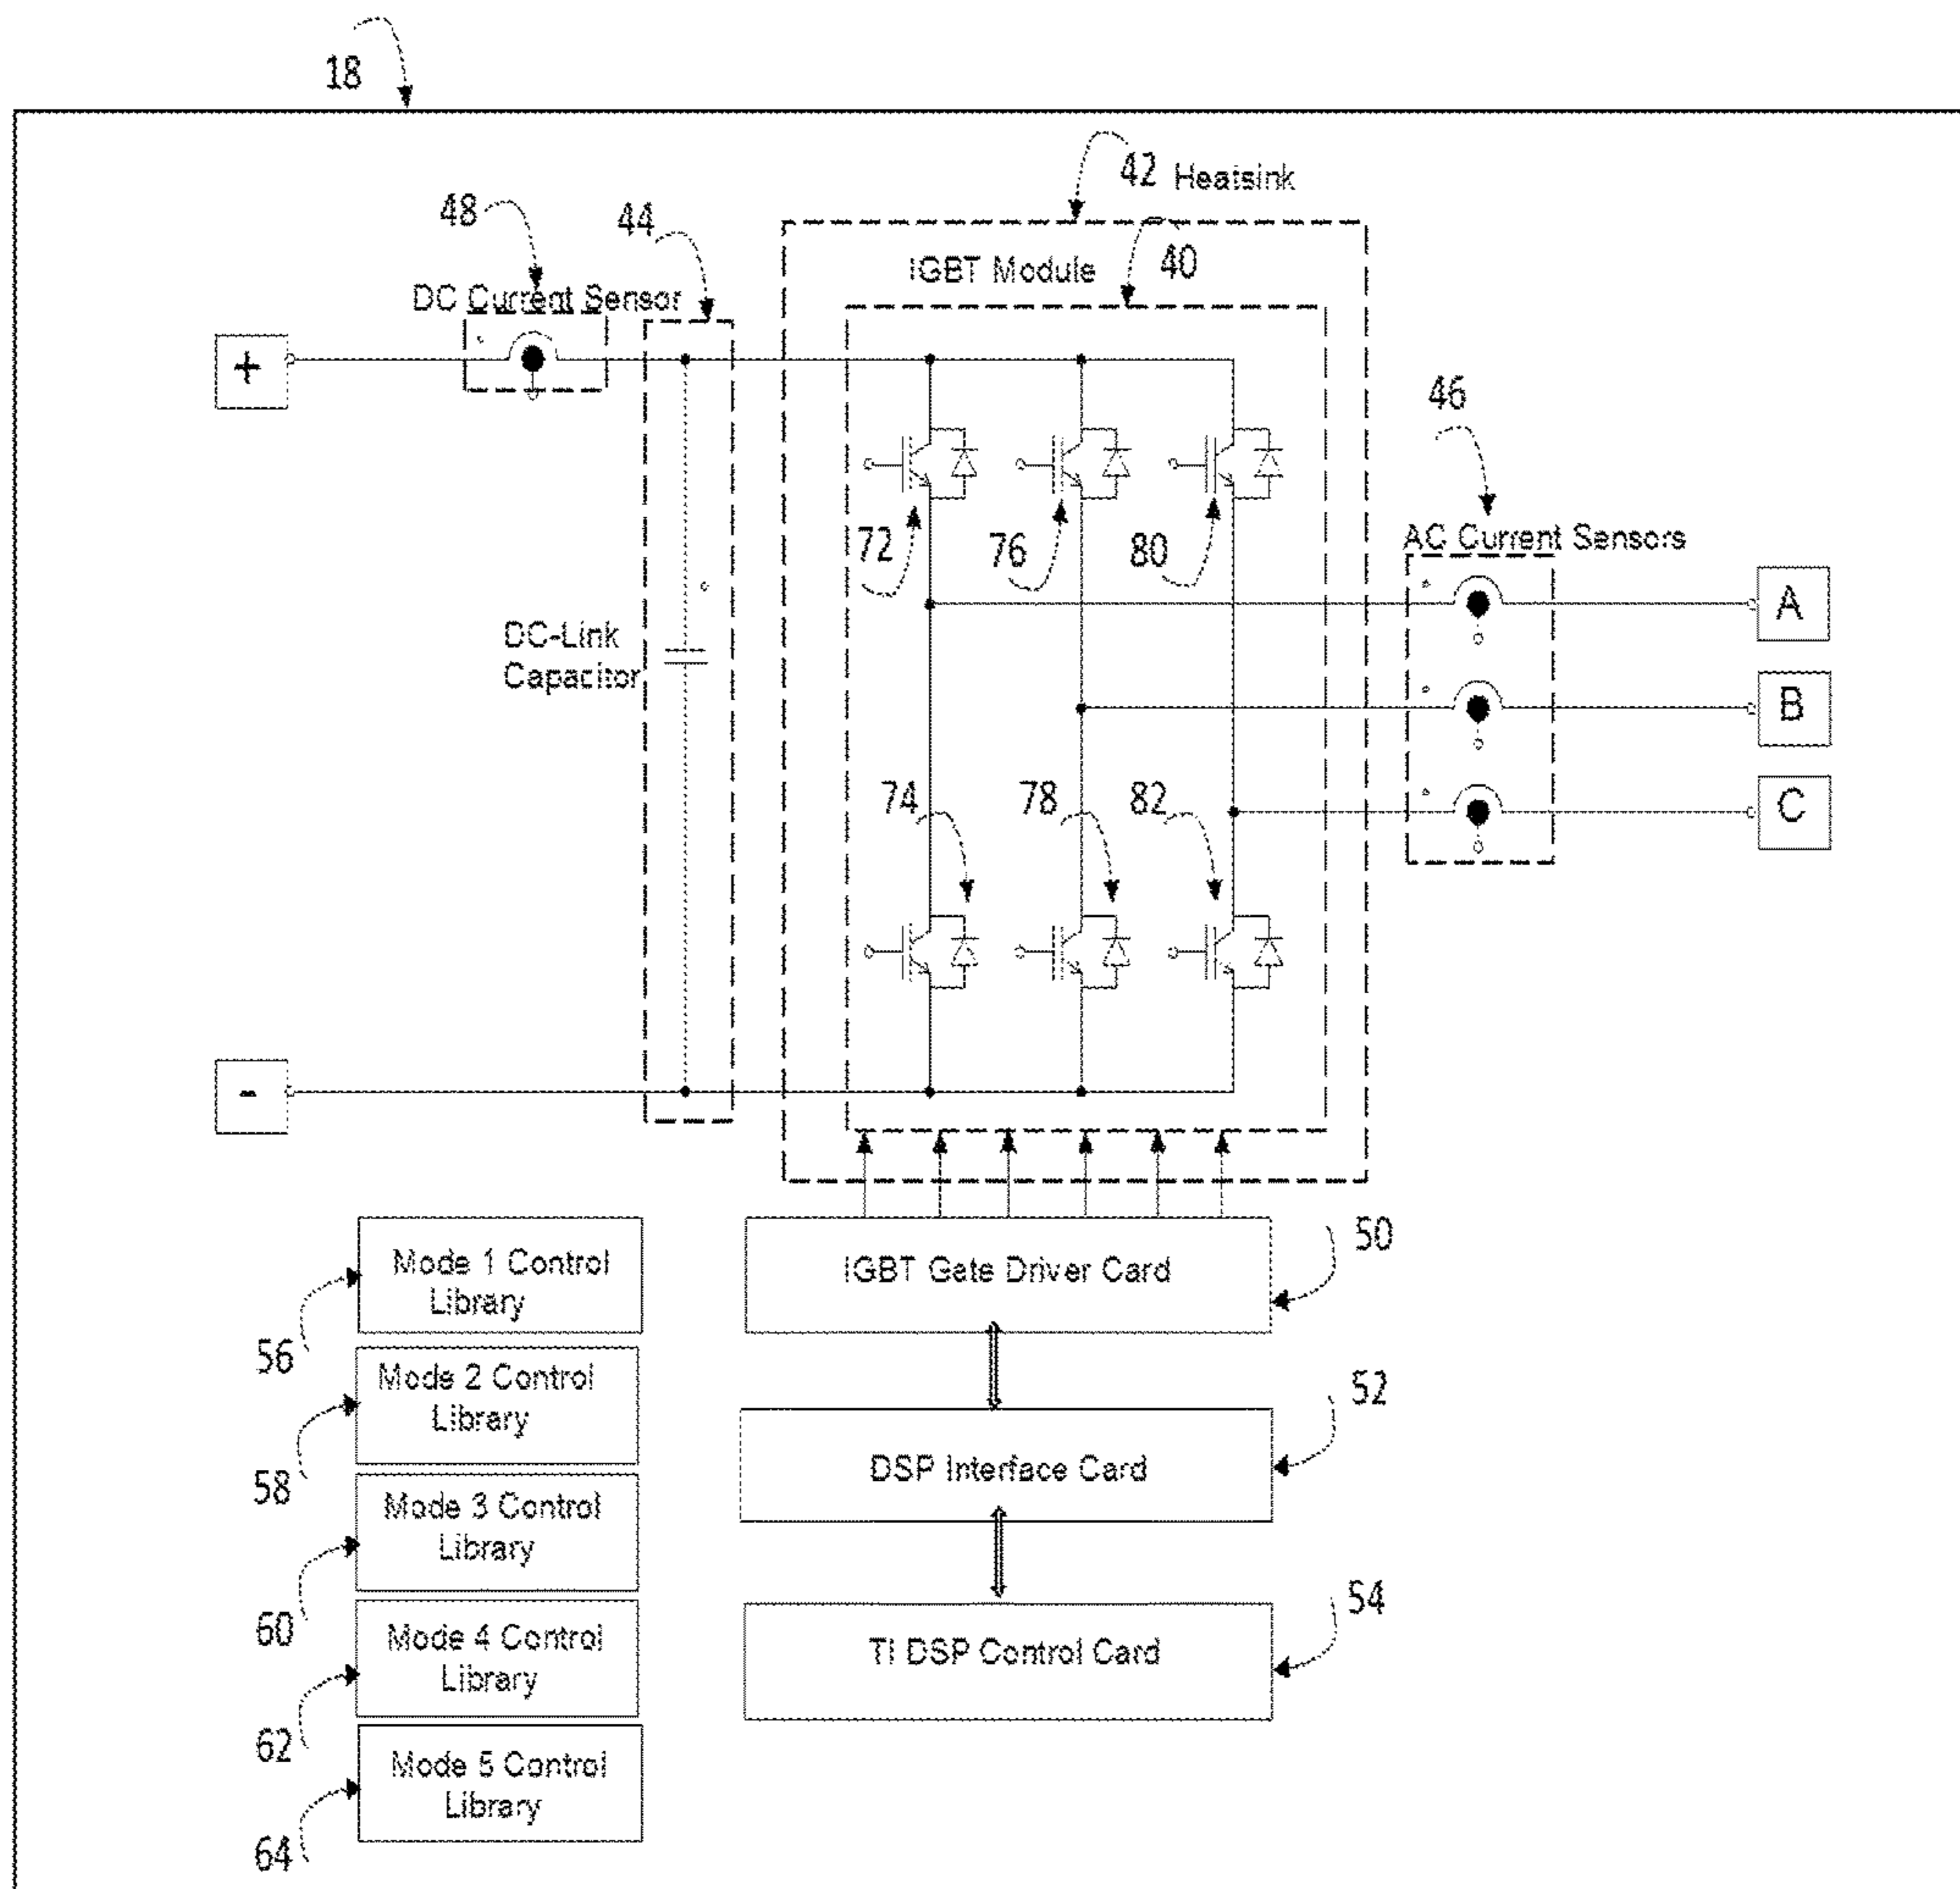 18
42 Heatsink
48
44
40
IGBT Module
DC Current Sensor
+
46
72
76
80
AC Current Sensors
A
DC-Link
Capacitor
B
74
78
82
C
-
50
Mode 1 Control
Library
IGBT Gate Driver Card
56
Mode 2 Control
Library
52
58
DSP Interface Card
Mode 3 Control
Library
60
54
Mode 4 Control
Library
TI DSP Control Card
62
Mode 5 Control
Library
64